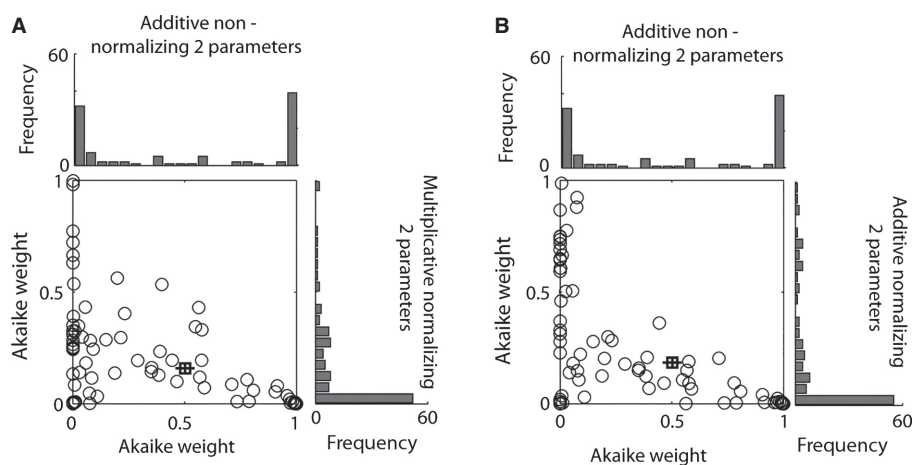 A
Additive non -
normalizing 2 parameters
60
Frequency
0
1
Akaike weight
0.5
0
0
0.5
1
Akaike weight
Multiplicative normalizing
2 parameters
0
60
Frequency
B
Additive non -
normalizing 2 parameters
60
Frequency
0
1
Akaike weight
0.5
0
0
0.5
1
Akaike weight
Additive normalizing
2 parameters
60
Frequency